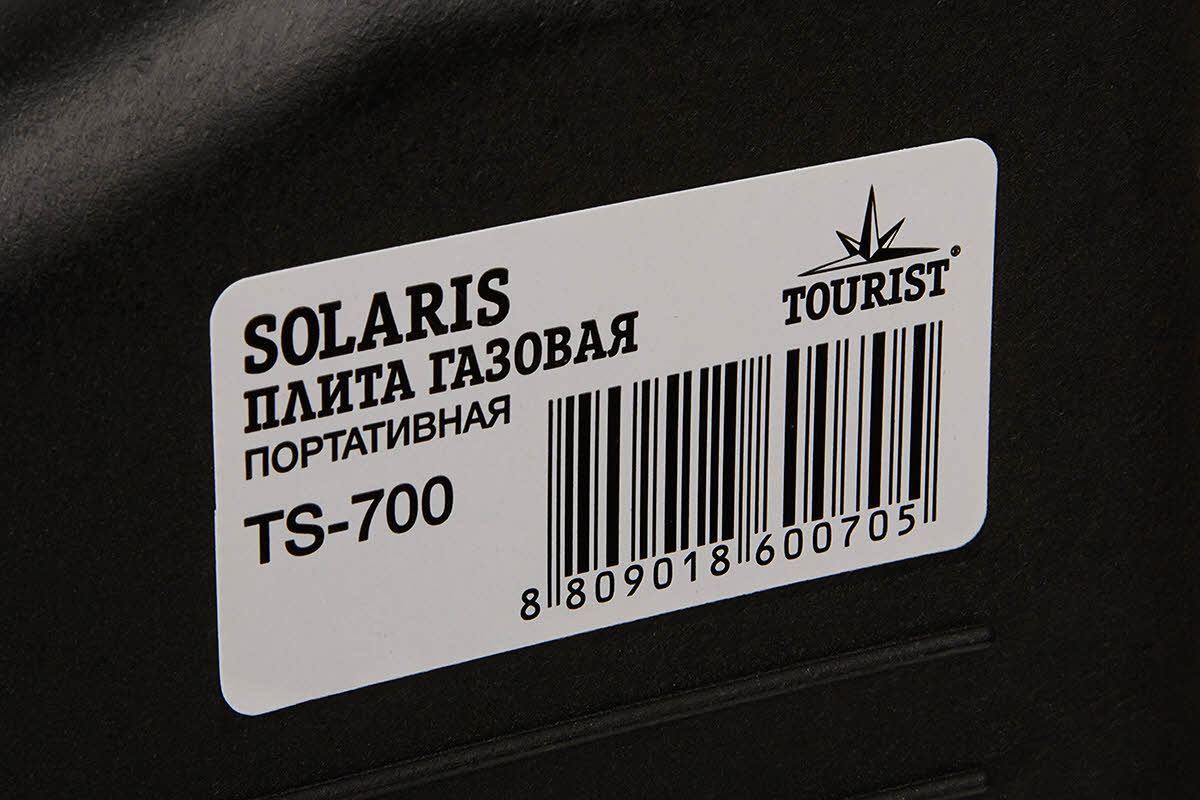 SOLARIS
ПЛИТА ГАЗОВАЯ
ПОРТАТИВНАЯ
TS-700
TOURIST®
8 809018 600705